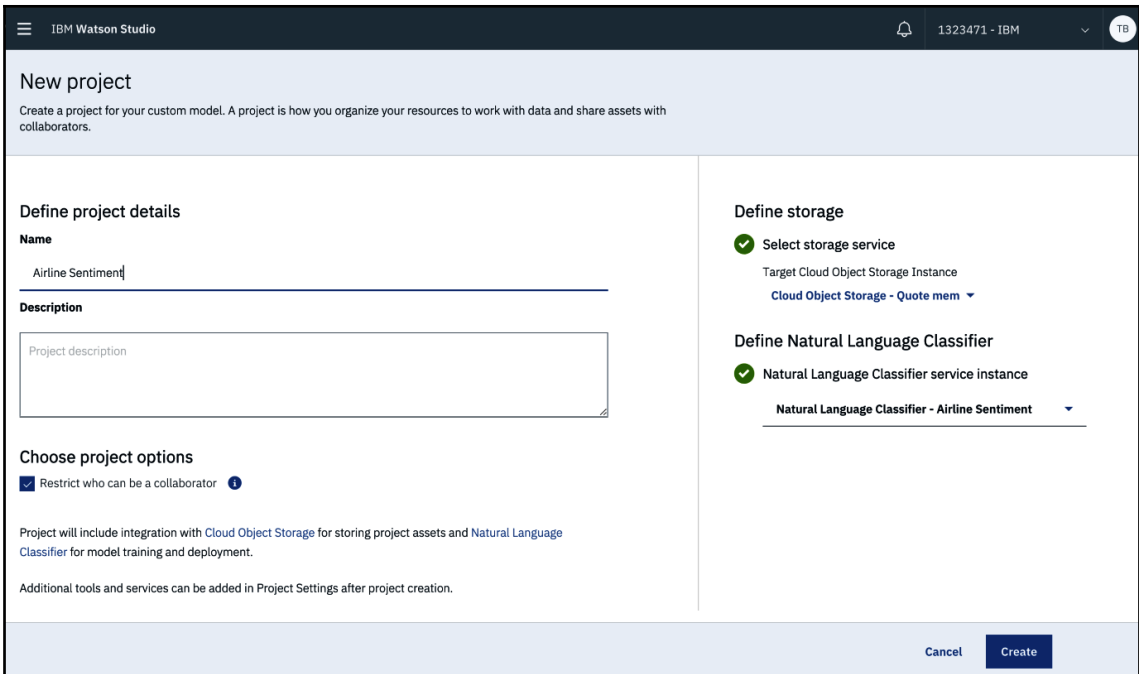 IBM Watson Studio
1323471 - IBM
TB
New project
Create a project for your custom model. A project is how you organize your resources to work with data and share assets with
collaborators.
Define project details
Name
Airline Sentiment
Description
Project description
Choose project options
Restrict who can be a collaborator
Project will include integration with Cloud Object Storage for storing project assets and Natural Language
Classifier for model training and deployment.
Additional tools and services can be added in Project Settings after project creation.
Define storage
Select storage service
Target Cloud Object Storage Instance
Cloud Object Storage - Quote mem
Define Natural Language Classifier
Natural Language Classifier service instance
Natural Language Classifier - Airline Sentiment
Cancel
Create